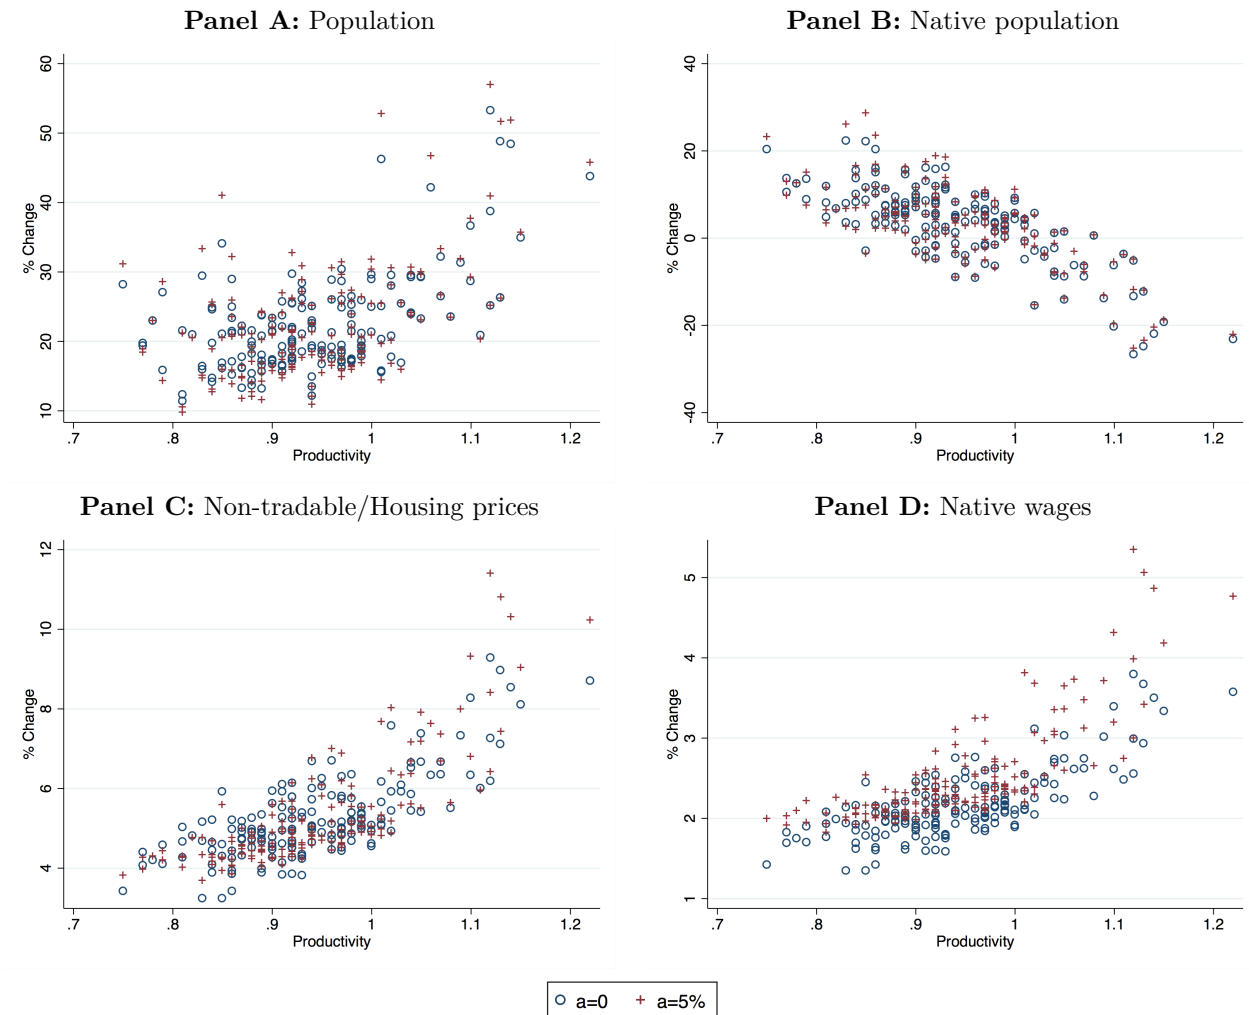 Panel A: Population
% Change
60
50
40
30
20
10
.7 .8 .9 1 1.1 1.2
Productivity
Panel B: Native population
% Change
40
20
0
-20
-40
.7 .8 .9 1 1.1 1.2
Productivity
Panel C: Non-tradable/Housing prices
% Change
12
10
8
6
4
.7 .8 .9 1 1.1 1.2
Productivity
Panel D: Native wages
% Change
5
4
3
2
1
.7 .8 .9 1 1.1 1.2
Productivity
a=0 a=5%